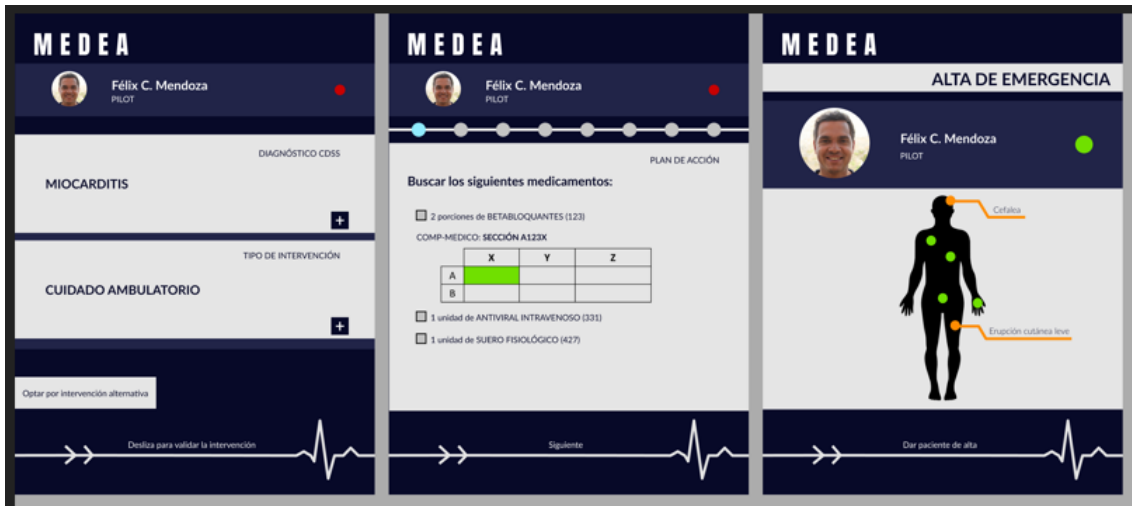 MEDEA
Félix C. Mendoza
PILOT
DIAGNÓSTICO CDSS
MIOCARDITIS
+
TIPO DE INTERVENCIÓN
CUIDADO AMBULATORIO
+
Optar por intervención alternativa
Desliza para validar la intervención
MEDEA
Félix C. Mendoza
PILOT
PLAN DE ACCIÓN
Buscar los siguientes medicamentos:
2 porciones de BETABLOQUANTES (123)
COMP-MEDICO: SECCIÓN A123X
X Y Z
A
B
1 unidad de ANTIVIRAL INTRAVENOSO (331)
1 unidad de SUERO FISIOLÓGICO (427)
Siguiente
MEDEA
ALTA DE EMERGENCIA
Félix C. Mendoza
PILOT
Cefalea
Erupción cutánea leve
Dar paciente de alta